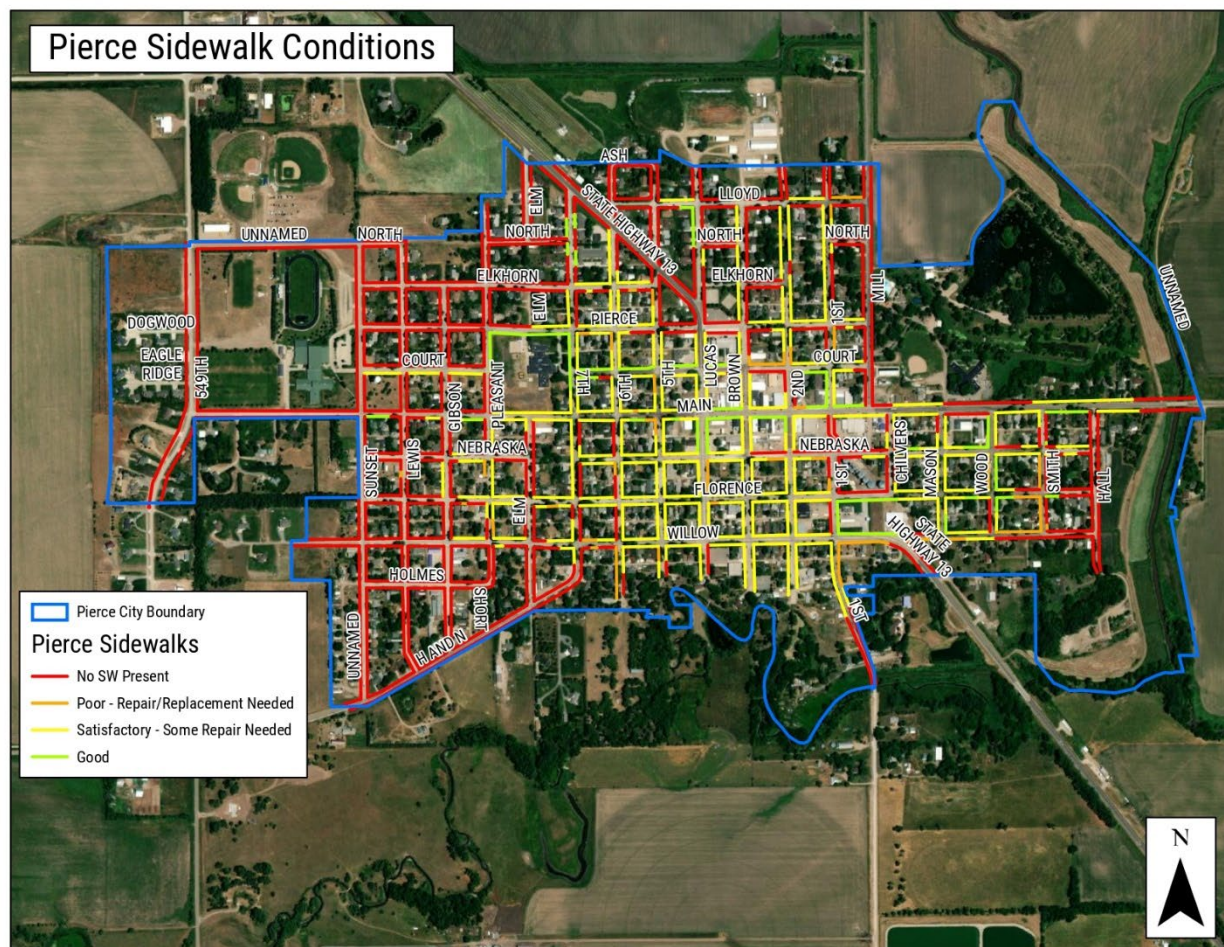 Pierce Sidewalk Conditions
ASH
ELM
LLOYD
STATE HIGHWAY 13
UNNAMED
NORTH
NORTH
NORTH
NORTH
ELKHORN
ELKHORN
ELM
MILL
UNNAMED
DOGWOOD
PIERCE
1ST
EAGLE
RIDGE
549TH
COURT
COURT
GIBSON
PLEASANT
7TH
6TH
5TH
LUCAS
BROWN
2ND
MAIN
SUNSET
LEWIS
NEBRASKA
NEBRASKA
1ST
CHILVERS
MASON
WOOD
SMITH
HALL
ELM
FLORENCE
WILLOW
STATE
HIGHWAY 13
HOLMES
SHORT
1ST
UNNAMED
H AND N
Pierce City Boundary
Pierce Sidewalks
No SW Present
Poor - Repair/Replacement Needed
Satisfactory - Some Repair Needed
Good
N